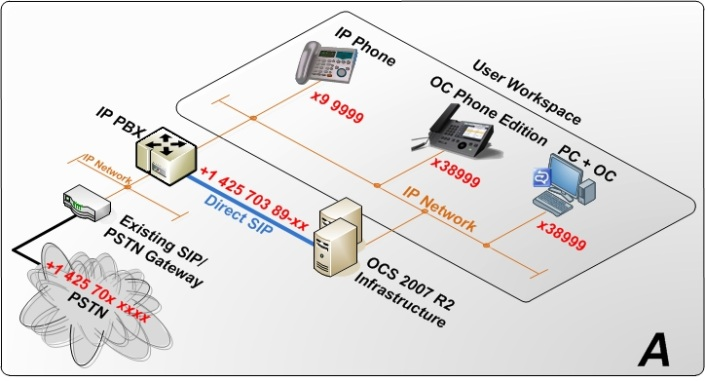 IP Phone
x9 9999
User Workspace
OC Phone Edition
x38999
PC + OC
x38999
IP Network
IP PBX
IP Network
+1 425 703 89-xx
Direct SIP
Existing SIP/
PSTN Gateway
OCS 2007 R2
Infrastructure
+1 425 70x xxxx
PSTN
A